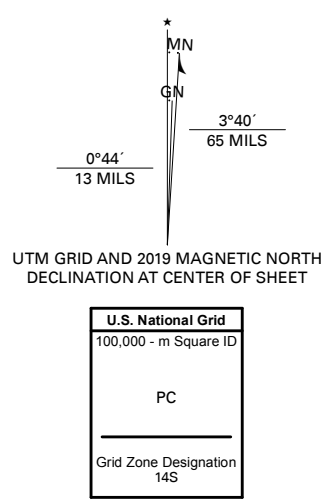 ★
MN
GN
3°40´
65 MILS
0°44´
13 MILS
UTM GRID AND 2019 MAGNETIC NORTH
DECLINATION AT CENTER OF SHEET
U.S. National Grid
100,000 - m Square ID
PC
Grid Zone Designation
14S